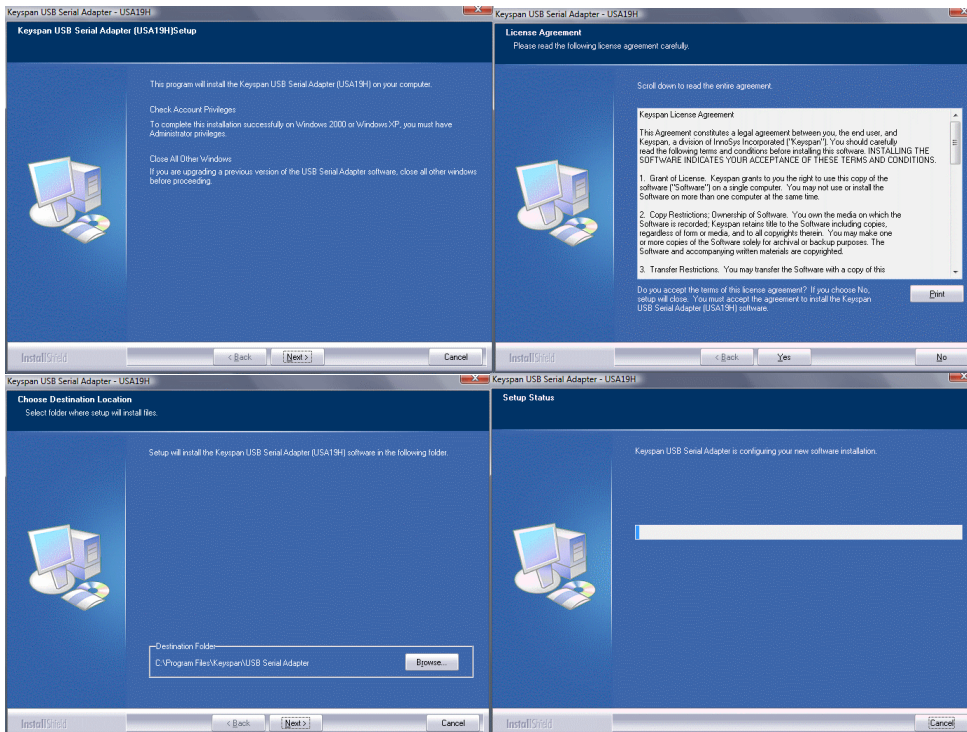 Keyspan USB Serial Adapter - USA19H
Keyspan USB Serial Adapter (USA19H)Setup
This program will install the Keyspan USB Serial Adapter (USA19H) on your computer.
Check Account Privileges
To complete this installation successfully on Windows 2000 or Windows XP, you must have
Administrator privileges.
Close All Other Windows
If you are upgrading a previous version of the USB Serial Adapter software, close all other windows
before proceeding.
InstallShield
< Back
Next >
Cancel
Keyspan USB Serial Adapter - USA19H
License Agreement
Please read the following license agreement carefully.
Scroll down to read the entire agreement.
Keyspan License Agreement
This Agreement constitutes a legal agreement between you, the end user, and
Keyspan, a division of InnoSys Incorporated ("Keyspan"). You should carefully
read the following terms and conditions before installing this software. INSTALLING THE
SOFTWARE INDICATES YOUR ACCEPTANCE OF THESE TERMS AND CONDITIONS.
1. Grant of License. Keyspan grants to you the right to use this copy of the
software ("Software") on a single computer. You may not use or install the
Software on more than one computer at the same time.
2. Copy Restrictions; Ownership of Software. You own the media on which the
Software is recorded; Keyspan retains title to the Software including copies,
regardless of form or media, and to all copyrights therein. You may make one
or more copies of the Software solely for archival or backup purposes. The
Software and accompanying written materials are copyrighted.
3. Transfer Restrictions. You may transfer the Software with a copy of this
Do you accept the terms of this license agreement? If you choose No,
setup will close. You must accept the agreement to install the Keyspan
USB Serial Adapter (USA19H) software.
Print
InstallShield
< Back
Yes
No
Keyspan USB Serial Adapter - USA19H
Choose Destination Location
Select folder where setup will install files.
Setup will install the Keyspan USB Serial Adapter (USA19H) software in the following folder.
Destination Folder
C:\Program Files\Keyspan\USB Serial Adapter
Browse...
InstallShield
< Back
Next >
Cancel
Keyspan USB Serial Adapter - USA19H
Setup Status
Keyspan USB Serial Adapter is configuring your new software installation.
InstallShield
Cancel